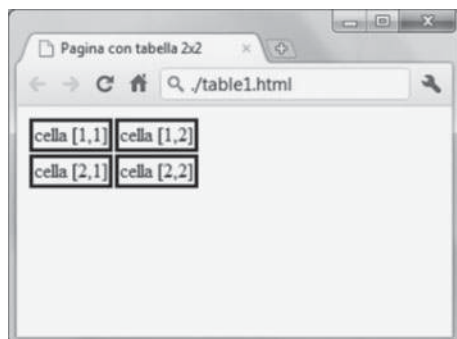 Pagina con tabella 2x2
./table1.html
cella [1,1] cella [1,2]
cella [2,1] cella [2,2]